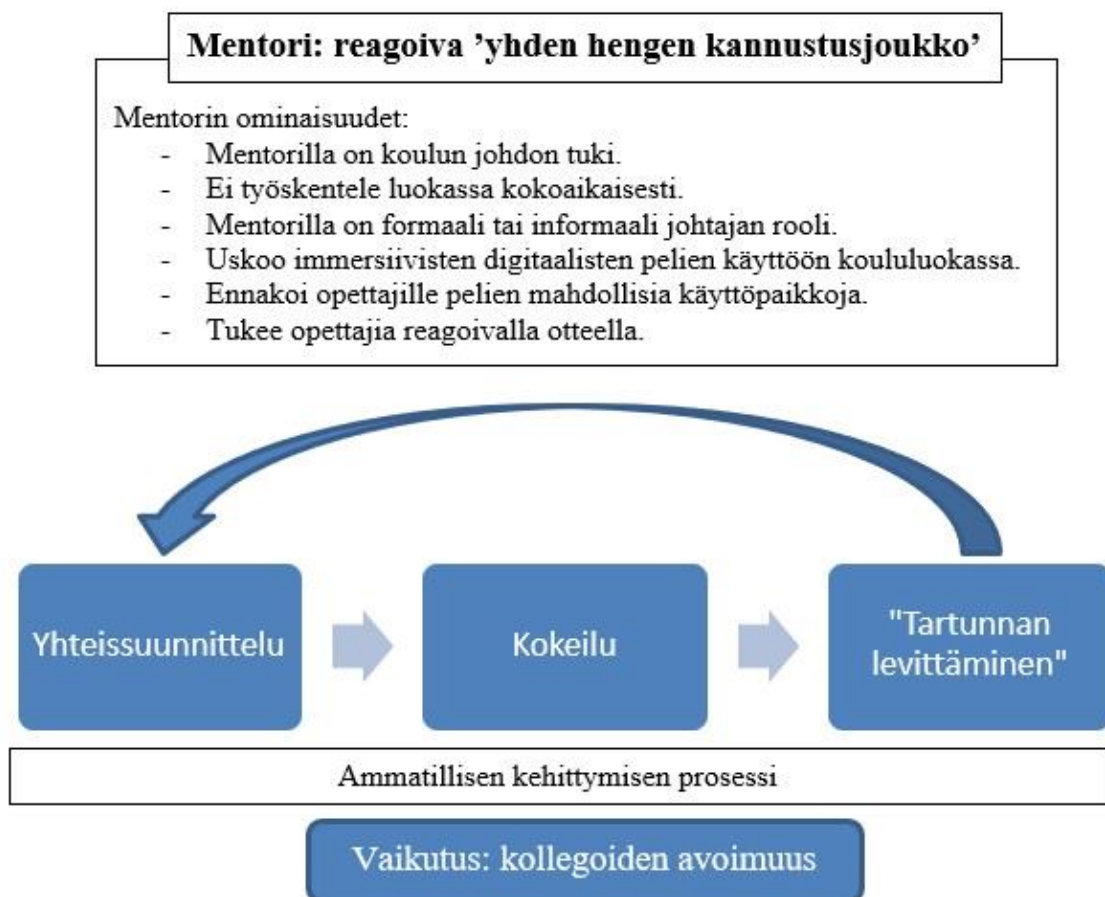 Mentori: reagoiva ’yhden hengen kannustusjoukko’
Mentorin ominaisuudet:
- Mentorilla on koulun johdon tuki.
- Ei työskentele luokassa kokoaikaisesti.
- Mentorilla on formaali tai informaali johtajan rooli.
- Uskoo immersiivisten digitaalisten pelien käyttöön koululuokassa.
- Ennakoi opettajille pelien mahdollisia käyttöpaikkoja.
- Tukee opettajia reagoivalla otteella.
Yhteissuunnittelu
Kokeilu
"Tartunnan
levittäminen"
Ammatillisen kehittymisen prosessi
Vaikutus: kollegoiden avoimuus